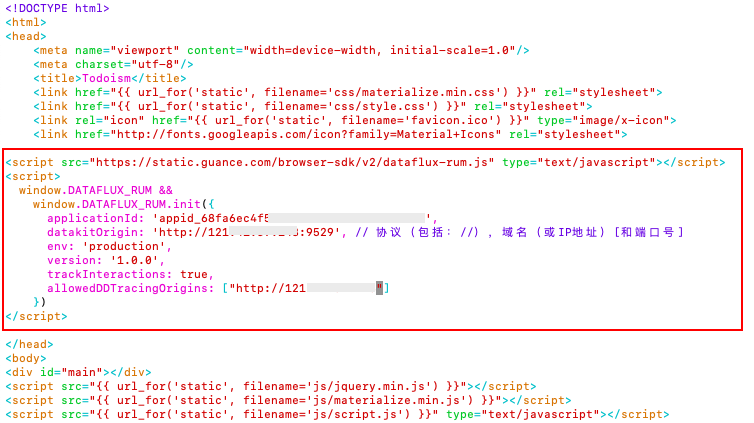 <!DOCTYPE html>
<html>
<head>
    <meta name="viewport" content="width=device-width, initial-scale=1.0"/>
    <meta charset="utf-8"/>
    <title>Todoism</title>
    <link href="{{ url_for('static', filename='css/materialize.min.css') }}" rel="stylesheet">
    <link href="{{ url_for('static', filename='css/style.css') }}" rel="stylesheet">
    <link rel="icon" href="{{ url_for('static', filename='favicon.ico') }}" type="image/x-icon">
    <link href="http://fonts.googleapis.com/icon?family=Material+Icons" rel="stylesheet">
<script src="https://static.guance.com/browser-sdk/v2/dataflux-rum.js" type="text/javascript"></script>
<script>
  window.DATAFLUX_RUM &&
    window.DATAFLUX_RUM.init({
      applicationId: 'appid_68fa6ec4f5 ',
      datakitOrigin: 'http://121 :9529', // 协议（包括：//），域名（或IP地址）[和端口号]
      env: 'production',
      version: '1.0.0',
      trackInteractions: true,
      allowedDDTracingOrigins: ["http://121 "]
    })
</script>
</head>
<body>
<div id="main"></div>
<script src="{{ url_for('static', filename='js/jquery.min.js') }}"></script>
<script src="{{ url_for('static', filename='js/materialize.min.js') }}"></script>
<script src="{{ url_for('static', filename='js/script.js') }}" type="text/javascript"></script>